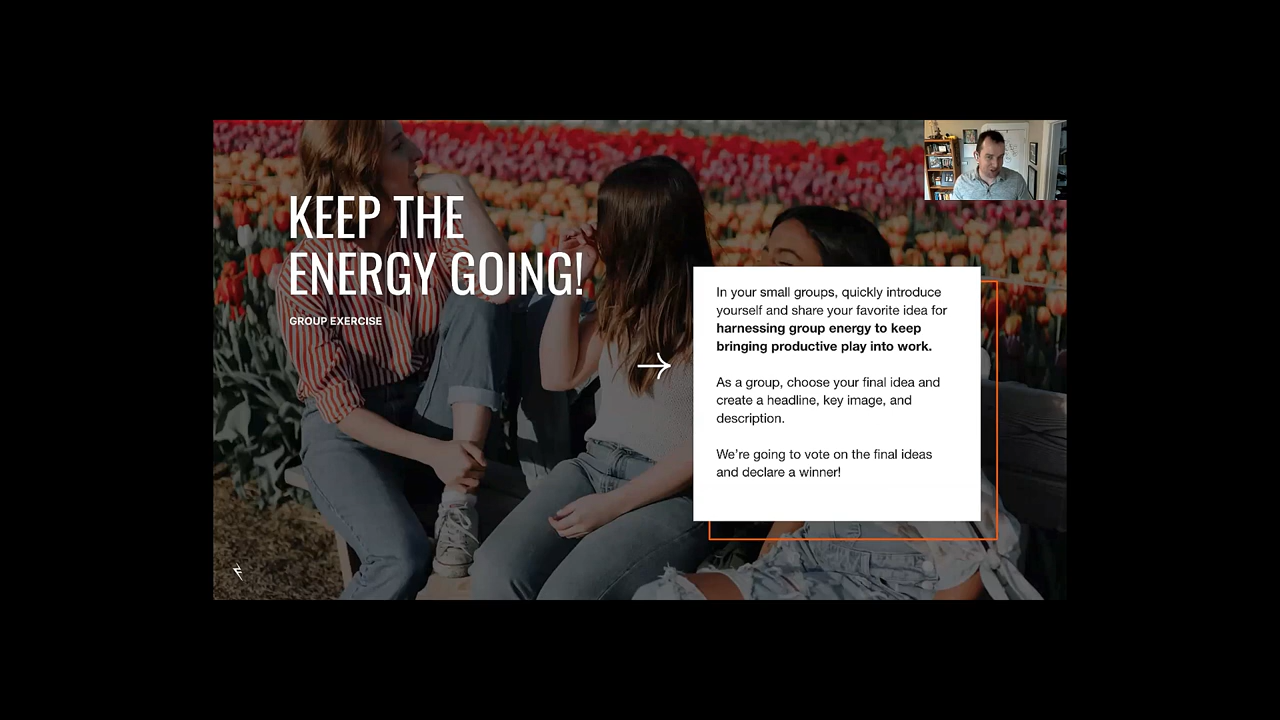 KEEP THE
ENERGY GOING!
GROUP EXERCISE
In your small groups, quickly introduce
yourself and share your favorite idea for
harnessing group energy to keep
bringing productive play into work.
As a group, choose your final idea and
create a headline, key image, and
description.
We're going to vote on the final ideas
and declare a winner!